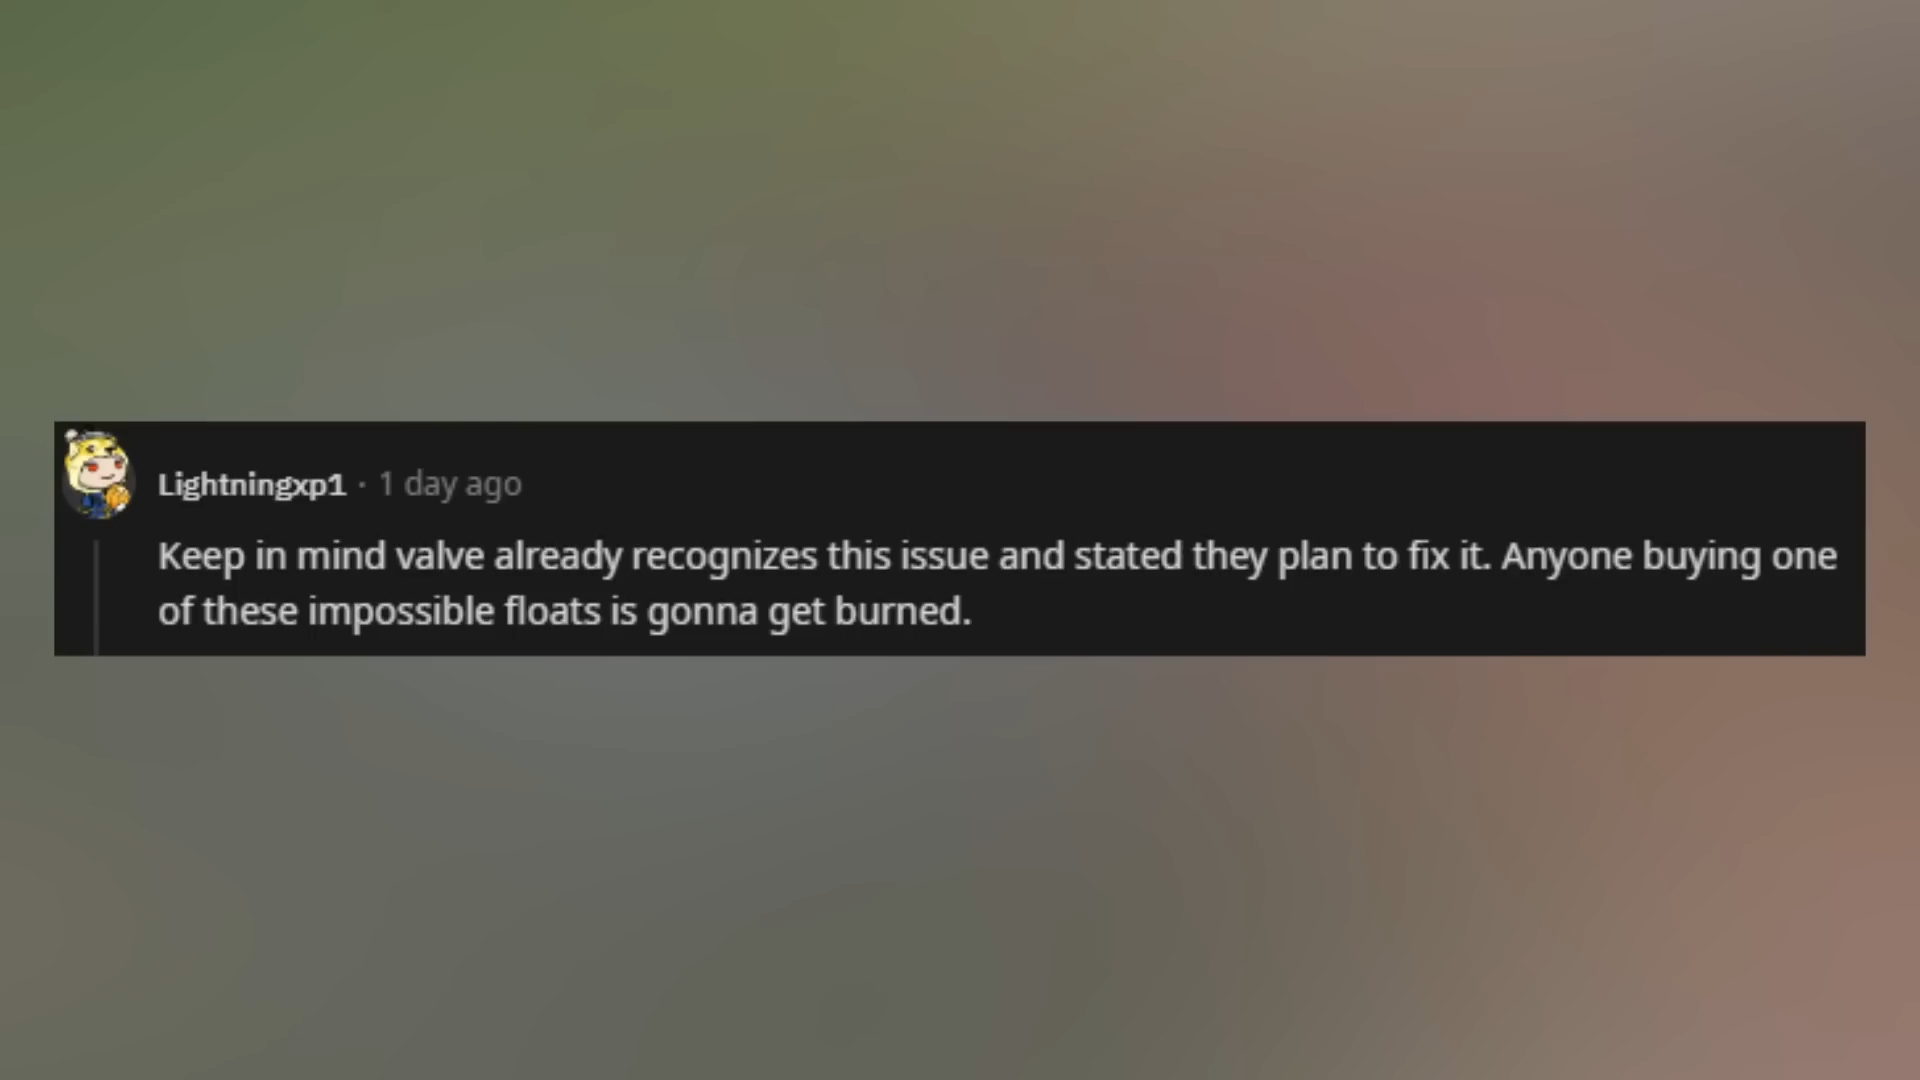 Lightningxp1 · 1 day ago
Keep in mind valve already recognizes this issue and stated they plan to fix it. Anyone buying one
of these impossible floats is gonna get burned.